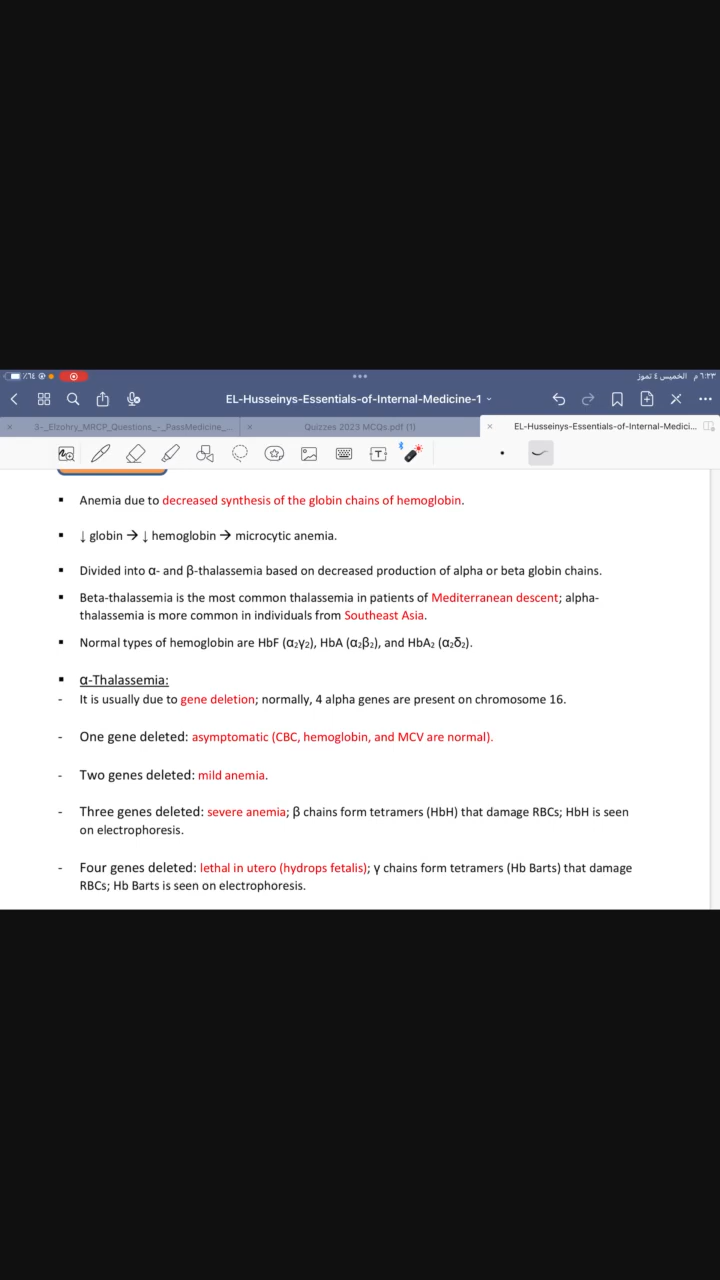 ٪٦٤
٦:٢٣ م الخميس ٤ تموز
EL-Husseinys-Essentials-of-Internal-Medicine-1
3-_Elzohry_MRCP_Questions_-_PassMedicine_...
Quizzes 2023 MCQs.pdf (1)
EL-Husseinys-Essentials-of-Internal-Medici...
▪ Anemia due to decreased synthesis of the globin chains of hemoglobin.
▪ ↓ globin → ↓ hemoglobin → microcytic anemia.
▪ Divided into α- and β-thalassemia based on decreased production of alpha or beta globin chains.
▪ Beta-thalassemia is the most common thalassemia in patients of Mediterranean descent; alpha-
thalassemia is more common in individuals from Southeast Asia.
▪ Normal types of hemoglobin are HbF (α₂γ₂), HbA (α₂β₂), and HbA₂ (α₂δ₂).
▪ α-Thalassemia:
- It is usually due to gene deletion; normally, 4 alpha genes are present on chromosome 16.
- One gene deleted: asymptomatic (CBC, hemoglobin, and MCV are normal).
- Two genes deleted: mild anemia.
- Three genes deleted: severe anemia; β chains form tetramers (HbH) that damage RBCs; HbH is seen
on electrophoresis.
- Four genes deleted: lethal in utero (hydrops fetalis); γ chains form tetramers (Hb Barts) that damage
RBCs; Hb Barts is seen on electrophoresis.